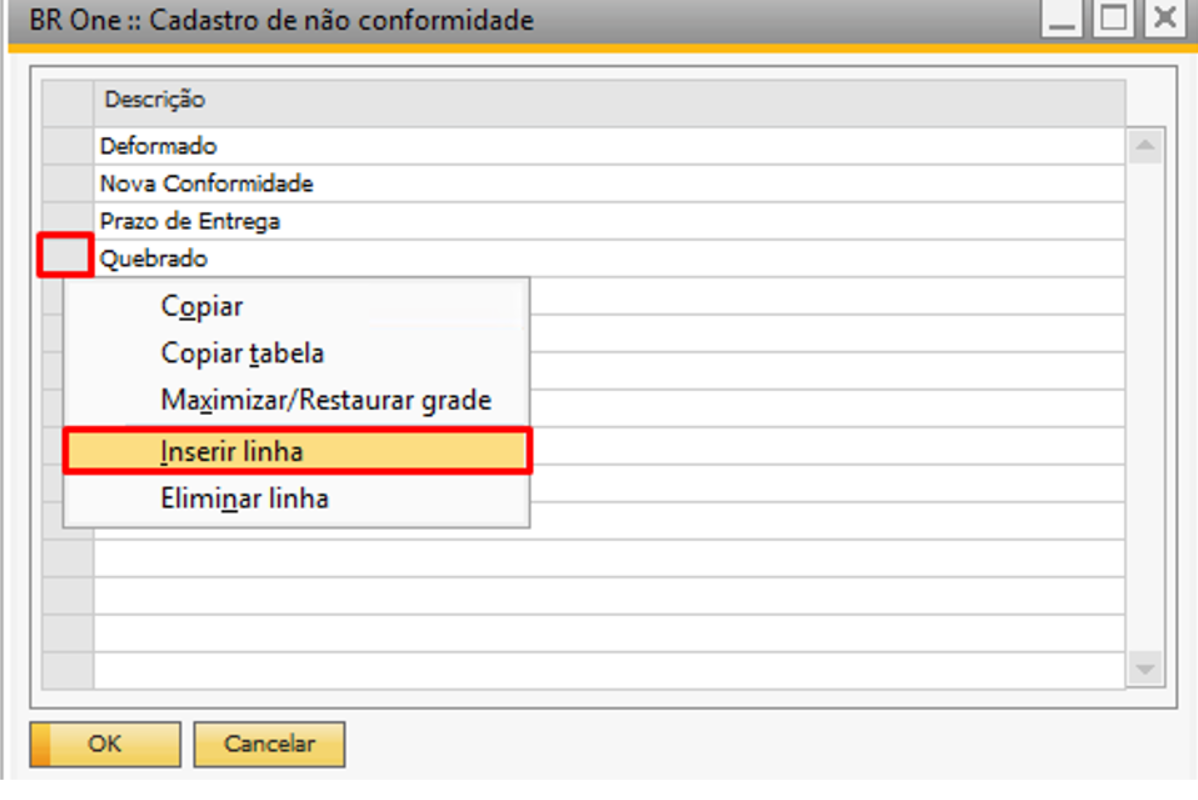 BR One :: Cadastro de não conformidade
Descrição
Deformado
Nova Conformidade
Prazo de Entrega
Quebrado
Copiar
Copiar tabela
Maximizar/Restaurar grade
Inserir linha
Eliminar linha
OK
Cancelar